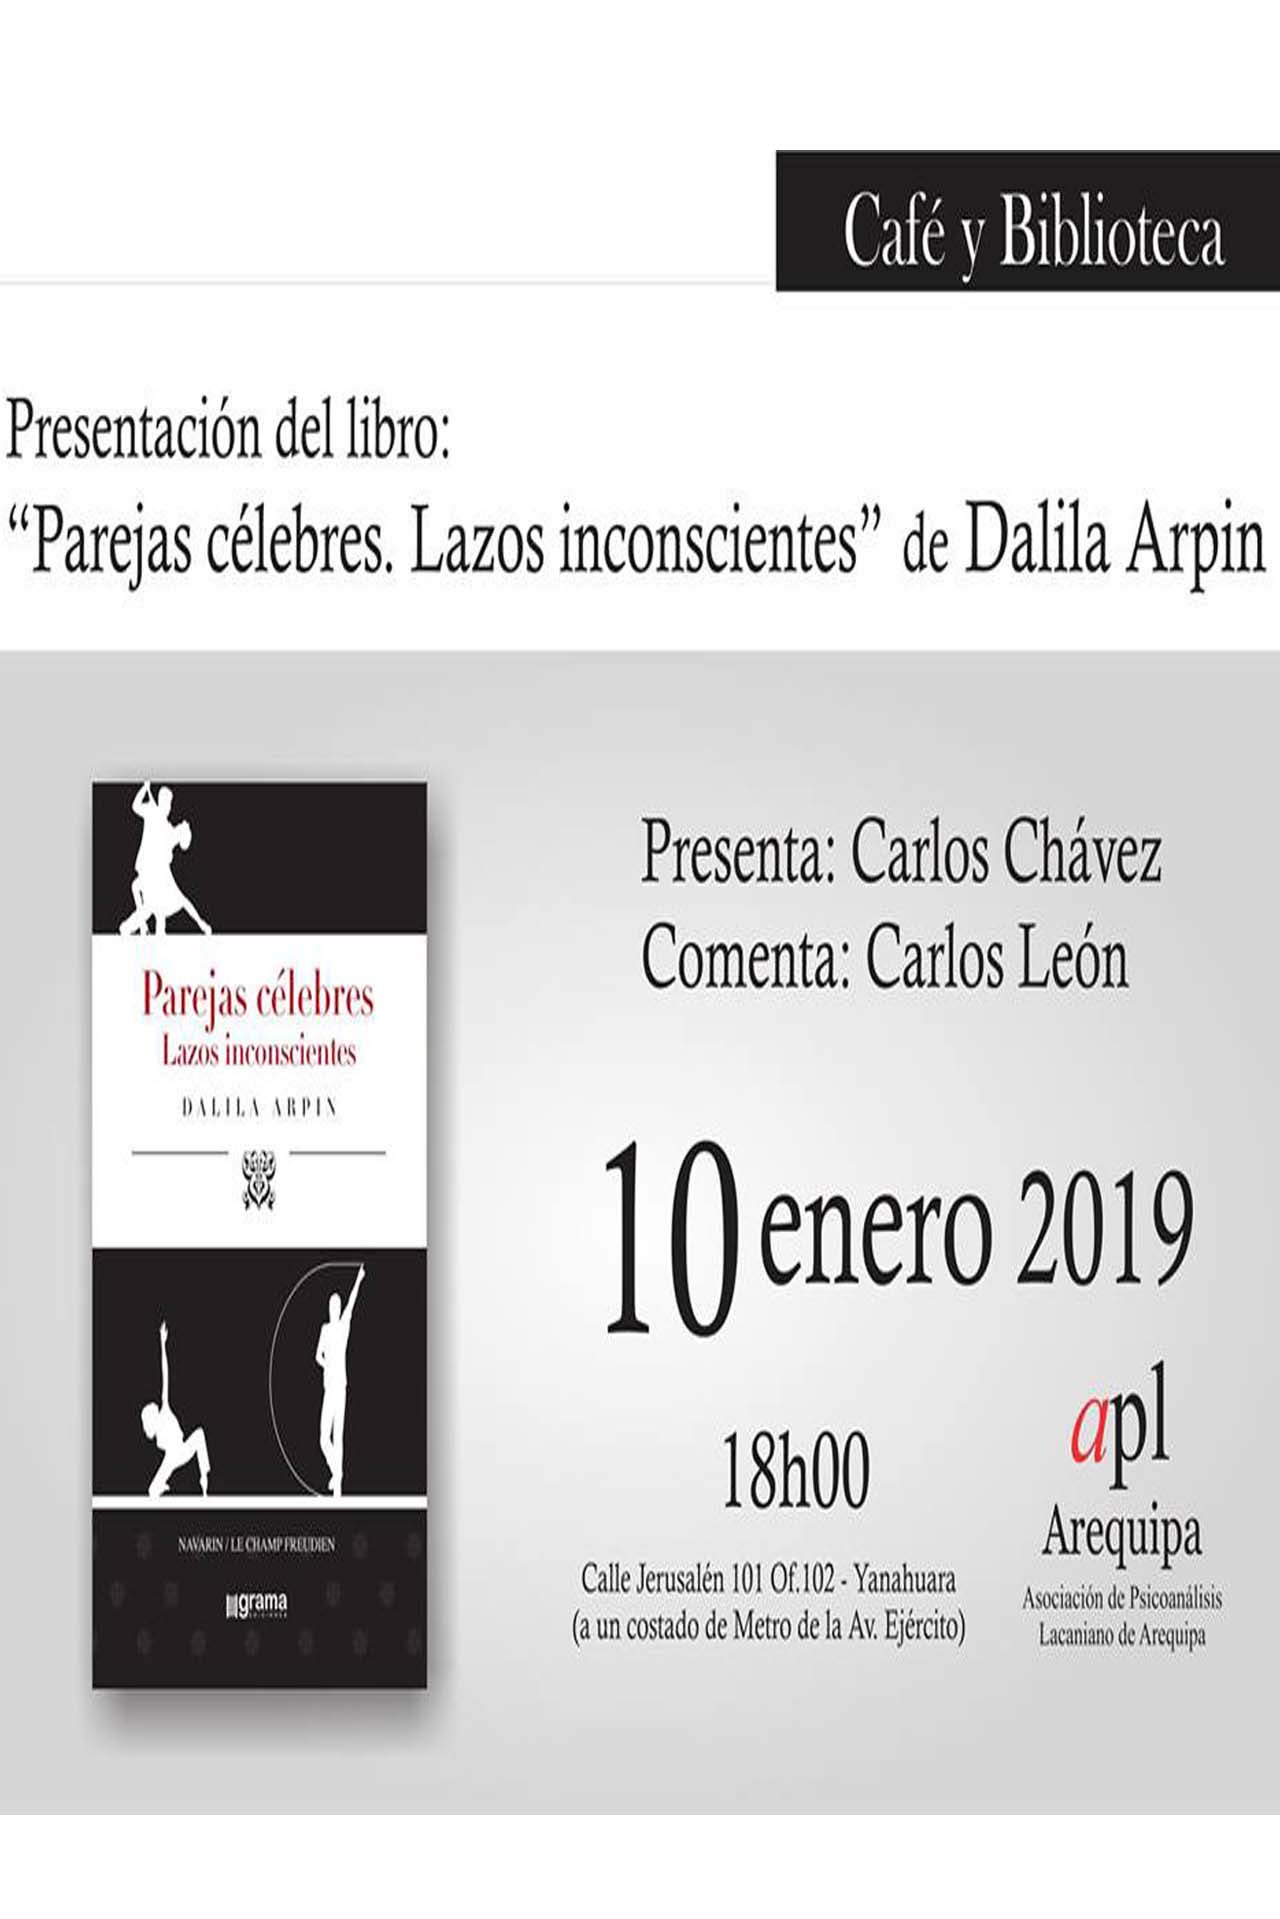 Café y Biblioteca
Presentación del libro:
“Parejas célebres. Lazos inconscientes” de Dalila Arpin
Parejas célebres
Lazos inconscientes
DALILA ARPIN
NAVARIN / LE CHAMP FREUDIEN
grama
EDICIONES
Presenta: Carlos Chávez
Comenta: Carlos León
10 enero 2019
18h00
Calle Jerusalén 101 Of.102 - Yanahuara
(a un costado de Metro de la Av. Ejército)
apl
Arequipa
Asociación de Psicoanálisis
Lacaniano de Arequipa